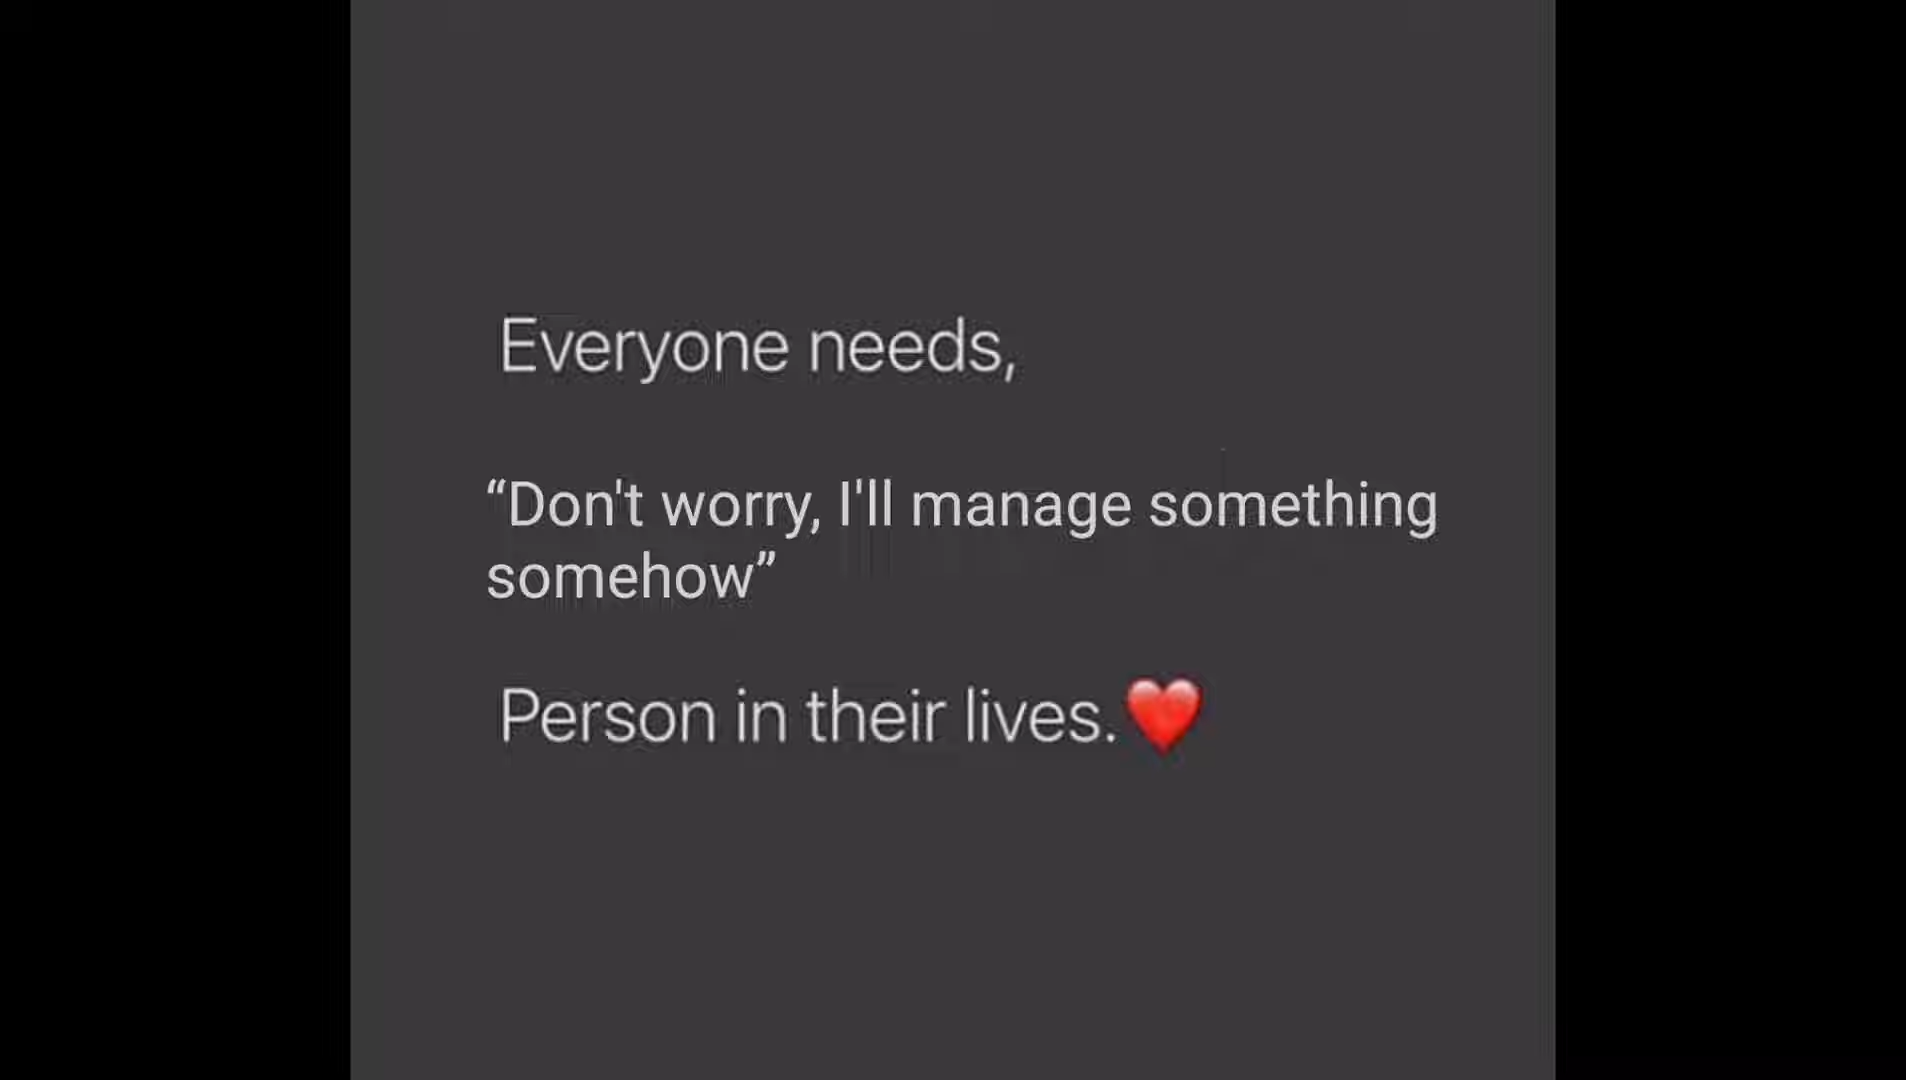 Everyone needs,
“Don't worry, I'll manage something
somehow”
Person in their lives.❤️